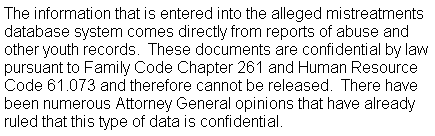 The information that is entered into the alleged mistreatments
database system comes directly from reports of abuse and
other youth records.  These documents are confidential by law
pursuant to Family Code Chapter 261 and Human Resource
Code 61.073 and therefore cannot be released.  There have
been numerous Attorney General opinions that have already
ruled that this type of data is confidential.